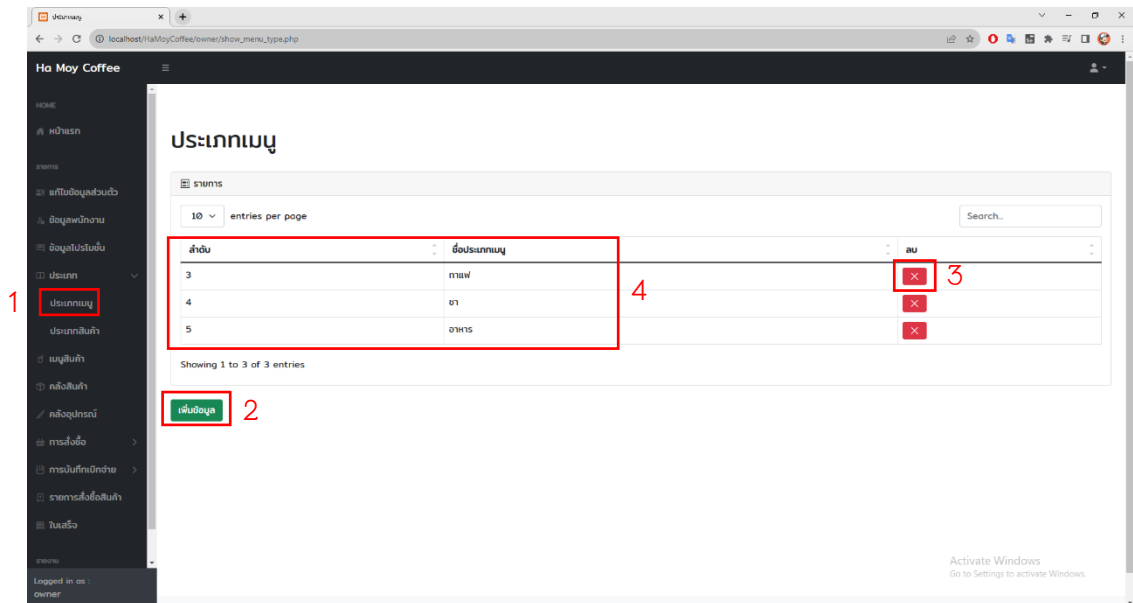 ประเภทเมนู
localhost/HaMoyCoffee/owner/show_menu_type.php
Ha Moy Coffee
HOME
หน้าแรก
ประเภทเมนู
รายการ
รายการ
แก้ไขข้อมูลส่วนตัว
10 entries per page
Search..
ข้อมูลพนักงาน
ข้อมูลโปรโมชั่น
ลำดับ ชื่อประเภทเมนู ลบ
ประเภท
3 กาแฟ 3
4
1 ประเภทเมนู
4 ชา
ประเภทสินค้า
5 อาหาร
เมนูสินค้า
Showing 1 to 3 of 3 entries
คลังสินค้า
เพิ่มข้อมูล 2
คลังอุปกรณ์
การสั่งซื้อ
การบันทึกเบิกจ่าย
รายการสั่งซื้อสินค้า
ใบเสร็จ
รายงาน
Activate Windows
Go to Settings to activate Windows.
Logged in as :
owner